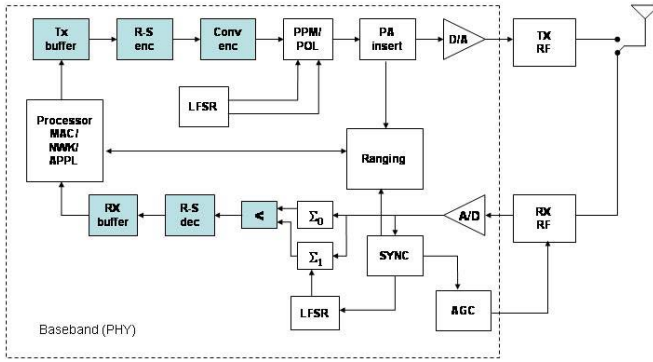 Tx
buffer
R-S
enc
Conv
enc
PPM/
POL
PA
insert
D/A
TX
RF
LFSR
Processor
MAC/
NWK/
APPL
Ranging
RX
buffer
R-S
dec
<
Σ0
A/D
RX
RF
Σ1
SYNC
LFSR
AGC
Baseband (PHY)